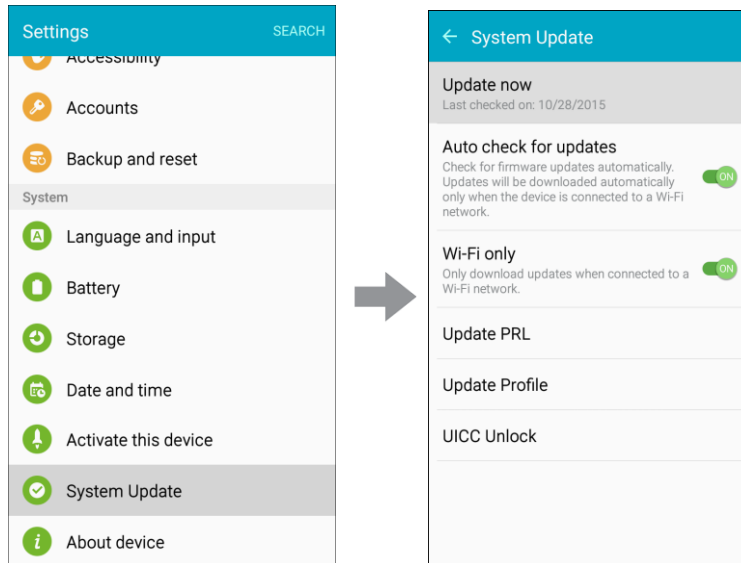 Settings
SEARCH
Accessibility
Accounts
Backup and reset
System
Language and input
Battery
Storage
Date and time
Activate this device
System Update
About device
System Update
Update now
Last checked on: 10/28/2015
Auto check for updates
Check for firmware updates automatically.
Updates will be downloaded automatically
only when the device is connected to a Wi-Fi
network.
ON
Wi-Fi only
Only download updates when connected to a
Wi-Fi network.
ON
Update PRL
Update Profile
UICC Unlock